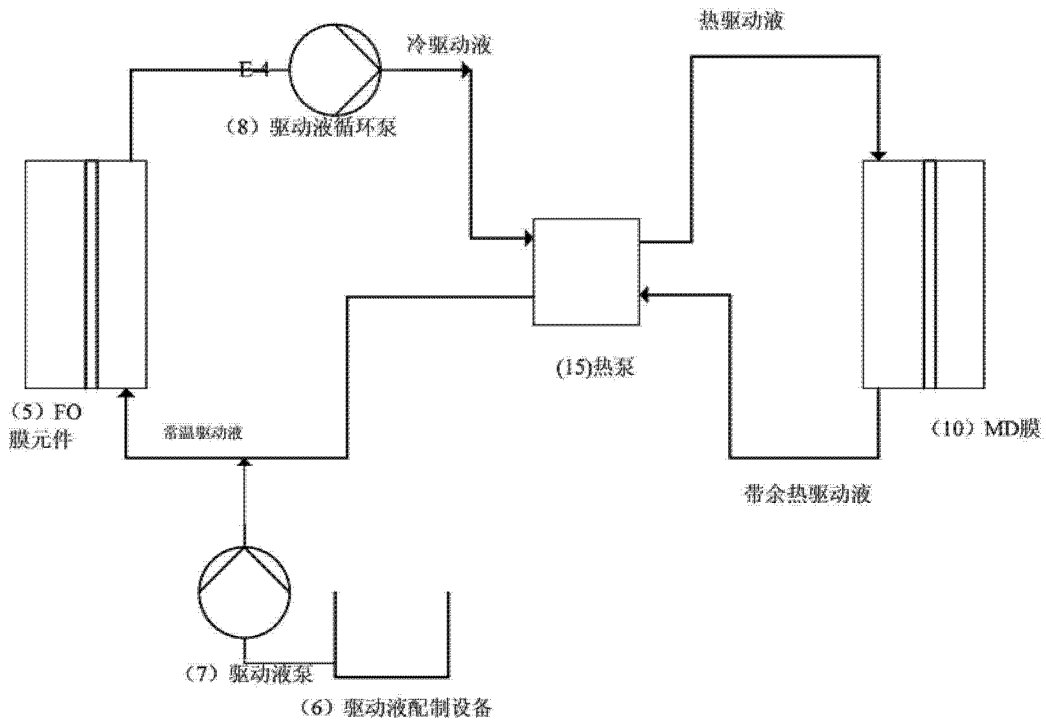 热驱动液
冷驱动液
E-4
（8）驱动液循环泵
(15)热泵
（5）FO
膜元件
常温驱动液
（10）MD膜
带余热驱动液
（7）驱动液泵
（6）驱动液配制设备